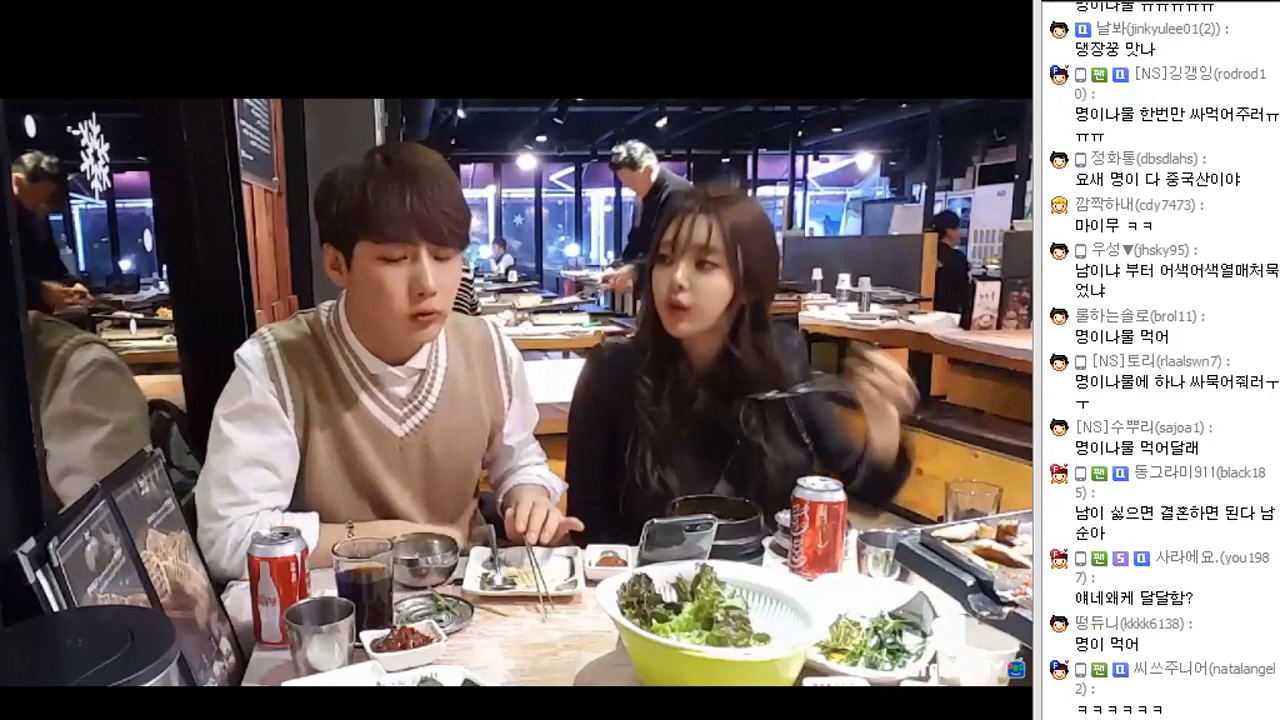 명이나물 ㅠㅠㅠㅠㅠㅠ
날봐(jinkyulee01(2)) :
댕장꿍 맛나
[NS]깅갱잉(rodrod1
0) :
명이나물 한번만 싸먹어주러ㅠ
ㅠㅠ
정화통(dbsdlahs) :
요새 명이 다 중국산이야
깜짝하내(cdy7473) :
마이무 ㅋㅋ
우성▼(jhsky95) :
남이냐 부터 어색어색열매처묵
었냐
롤하는솔로(brol11) :
명이나물 먹어
[NS]토리(rlaalswn7) :
명이나물에 하나 싸묵어줘러ㅜ
ㅜ
[NS]수뿌리(sajoa1) :
명이나물 먹어달래
팬 동그라미911(black18
5) :
남이 싫으면 결혼하면 된다 남
순아
팬 S 사라에요.(you198
7) :
얘네왜케 달달함?
떵듀니(kkkk6138) :
명이 먹어
팬 씨쓰주니어(natalangel
2) :
ㅋㅋㅋㅋㅋㅋ